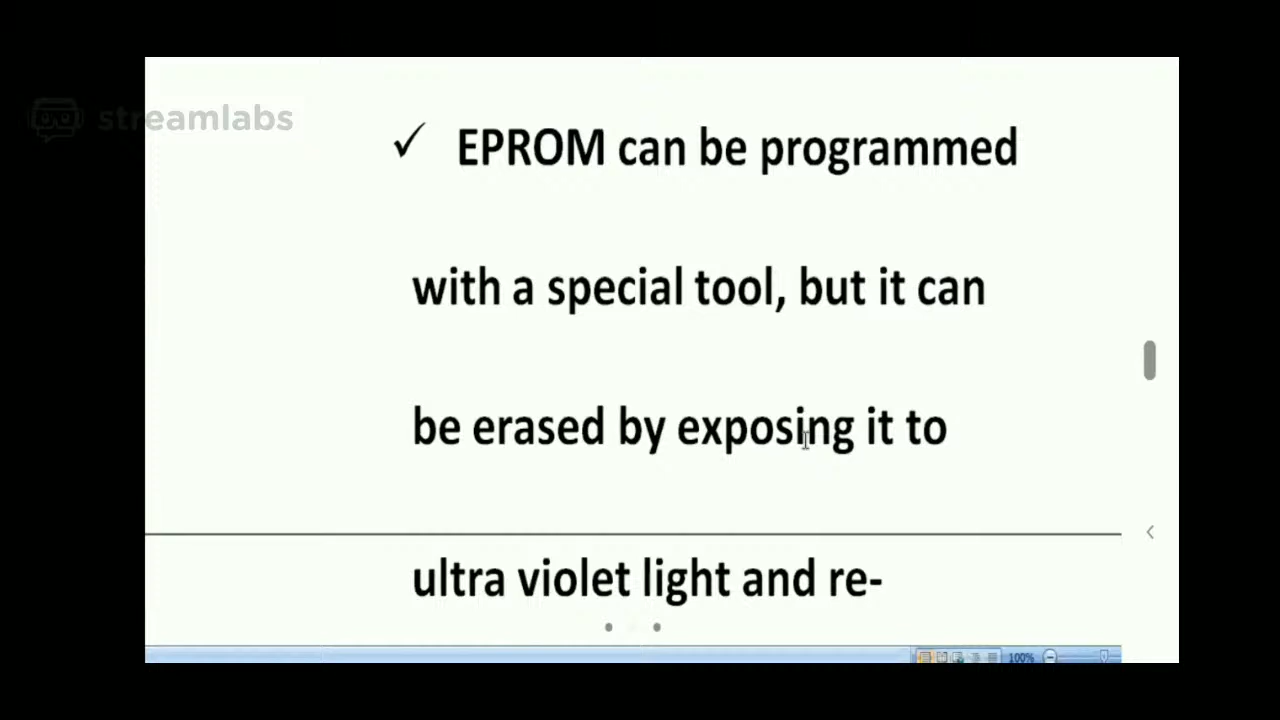 streamlabs
✓ EPROM can be programmed
with a special tool, but it can
be erased by exposing it to
ultra violet light and re-
100%